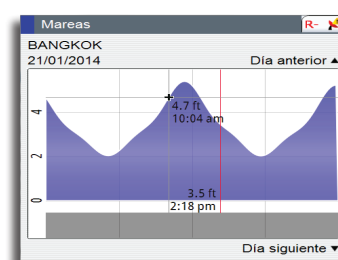 Mareas
R-
BANGKOK
21/01/2014
Día anterior ▲
4
4.7 ft
10:04 am
2
3.5 ft
0
2:18 pm
Día siguiente ▼